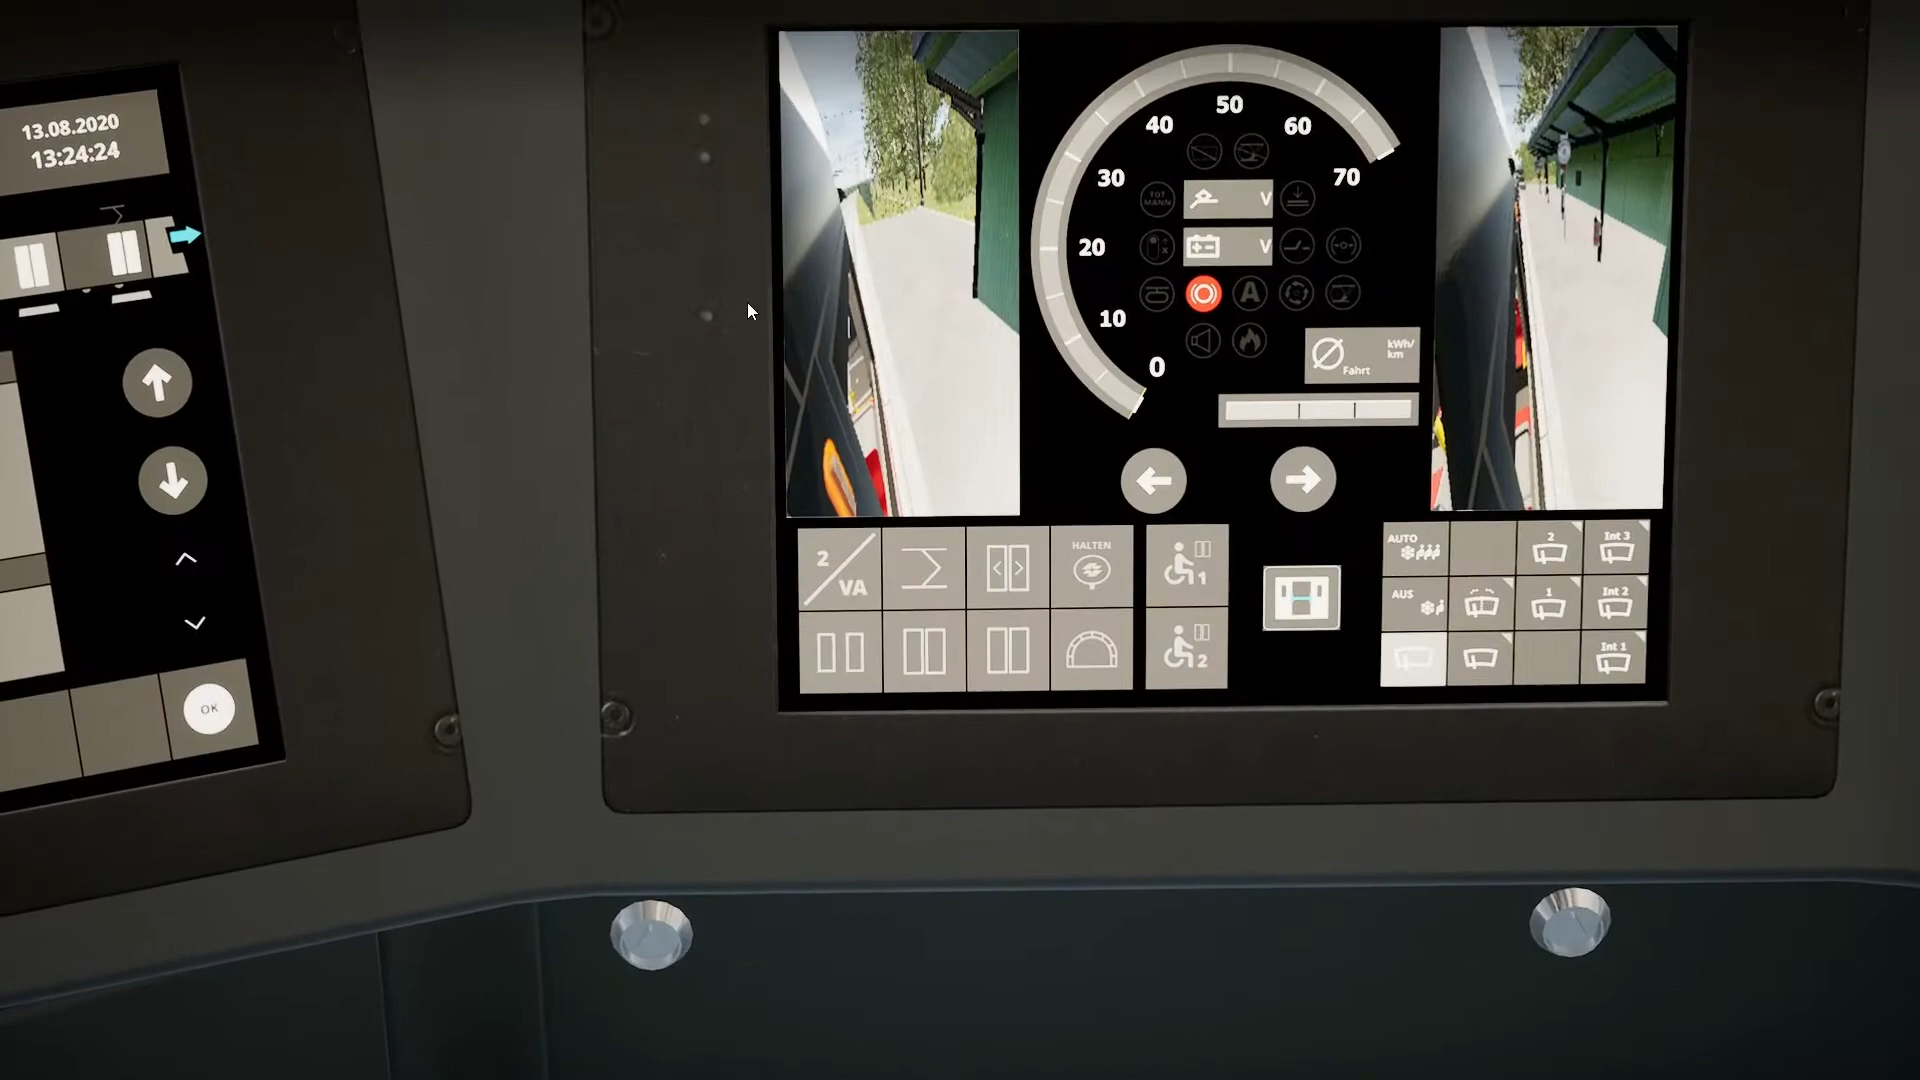 13.08.2020
13:24:24
OK
50
40
60
30
70
20
10
0
TOT
MANN
V
V
A
kWh/
km
Fahrt
2
VA
HALTEN
1
2
AUTO
2
Int 3
AUS
1
Int 2
Int 1